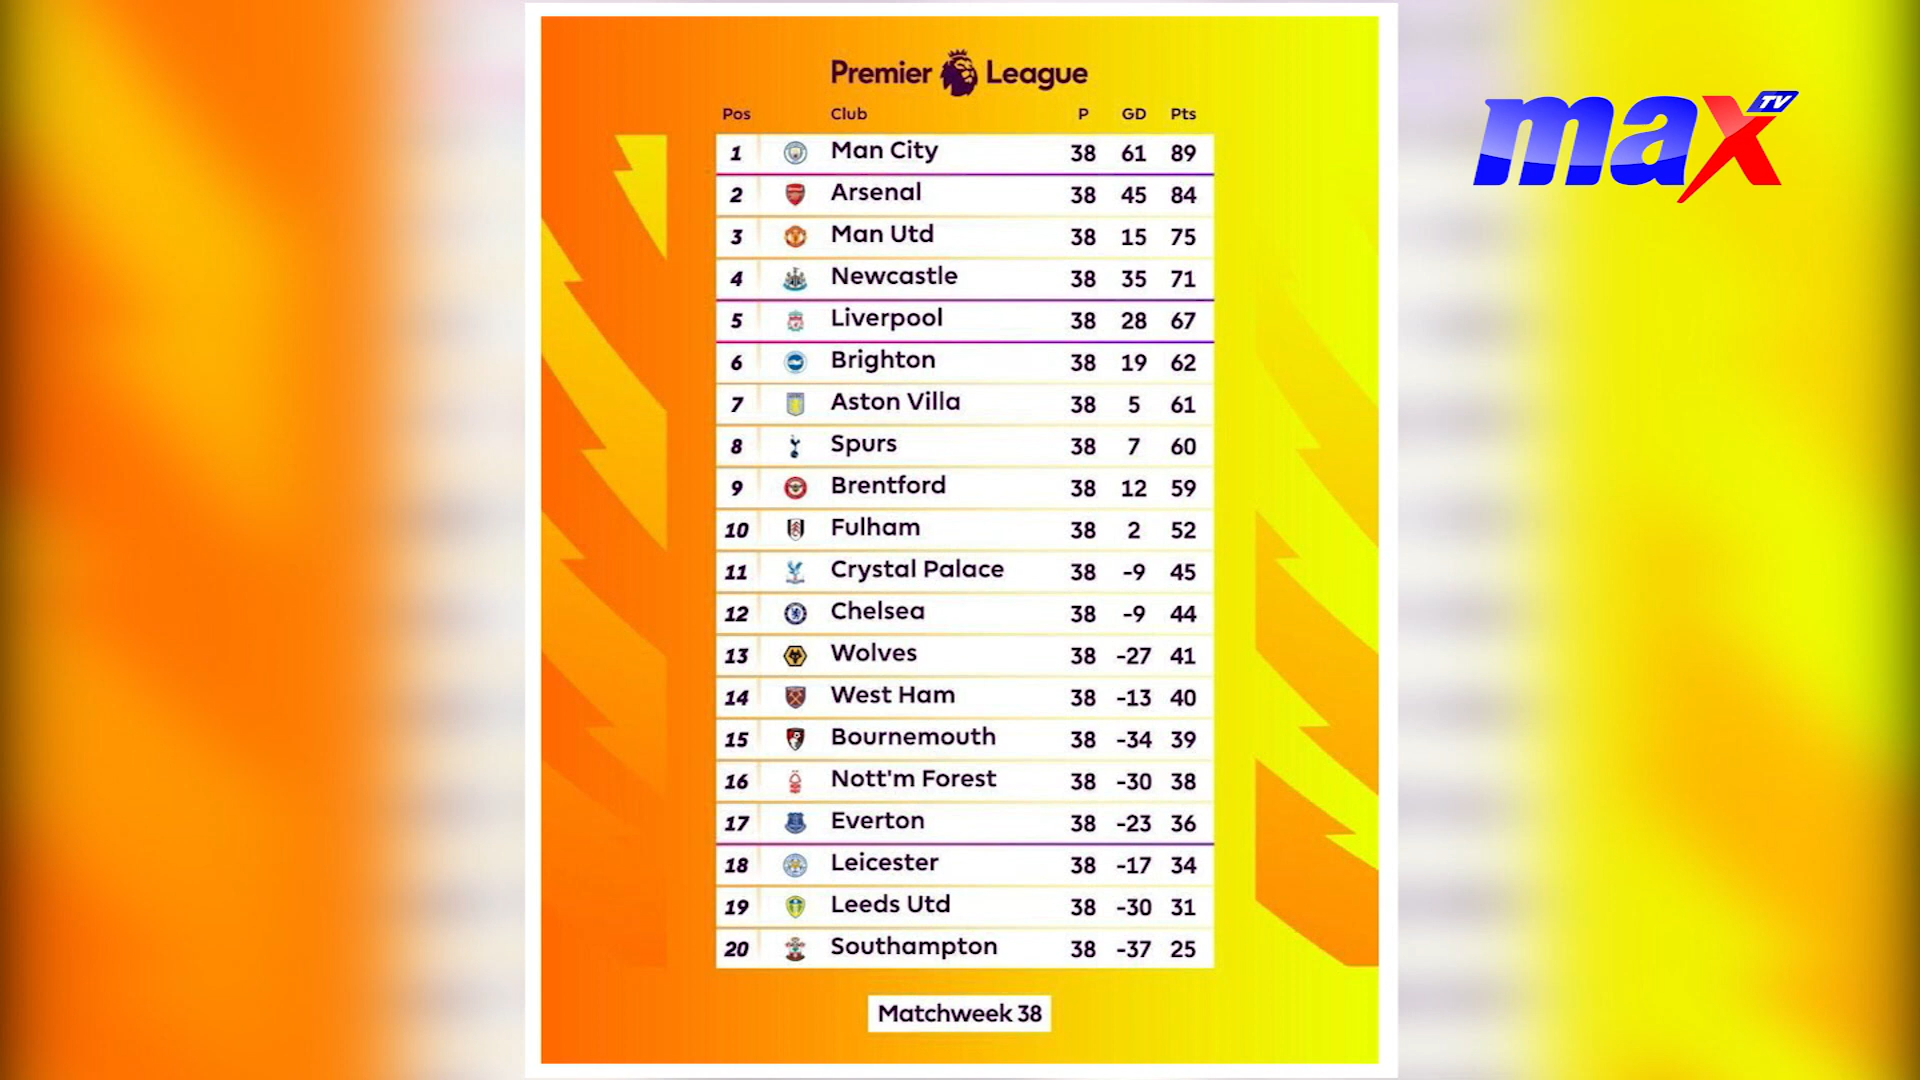 Premier League
Pos Club P GD Pts
1 Man City 38 61 89
2 Arsenal 38 45 84
3 Man Utd 38 15 75
4 Newcastle 38 35 71
5 Liverpool 38 28 67
6 Brighton 38 19 62
7 Aston Villa 38 5 61
8 Spurs 38 7 60
9 Brentford 38 12 59
10 Fulham 38 2 52
11 Crystal Palace 38 -9 45
12 Chelsea 38 -9 44
13 Wolves 38 -27 41
14 West Ham 38 -13 40
15 Bournemouth 38 -34 39
16 Nott'm Forest 38 -30 38
17 Everton 38 -23 36
18 Leicester 38 -17 34
19 Leeds Utd 38 -30 31
20 Southampton 38 -37 25
Matchweek 38
max TV